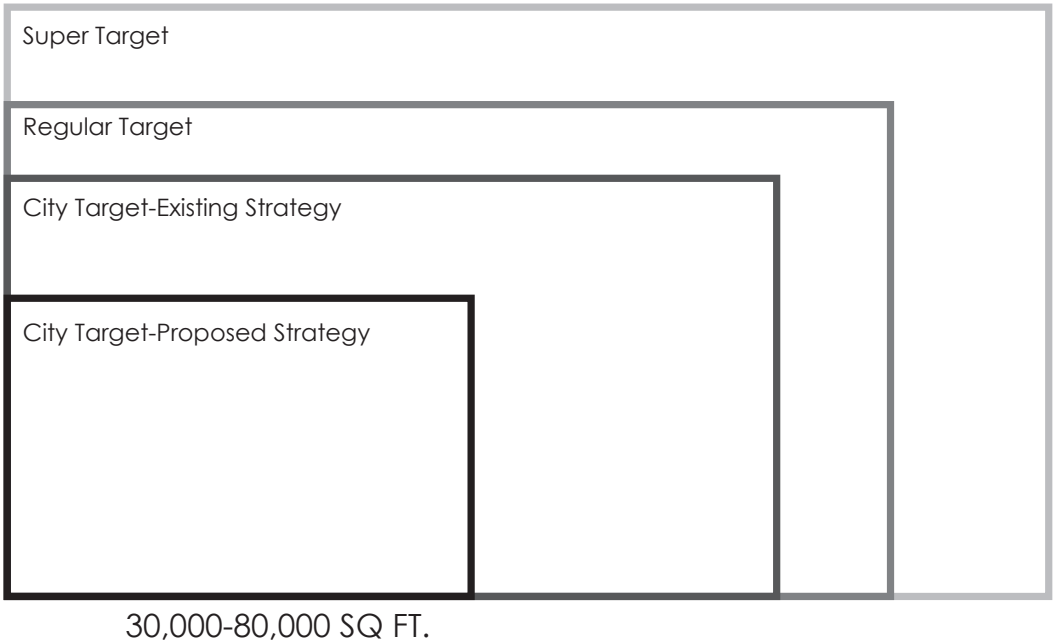 Super Target
Regular Target
City Target-Existing Strategy
City Target-Proposed Strategy
30,000-80,000 SQ FT.